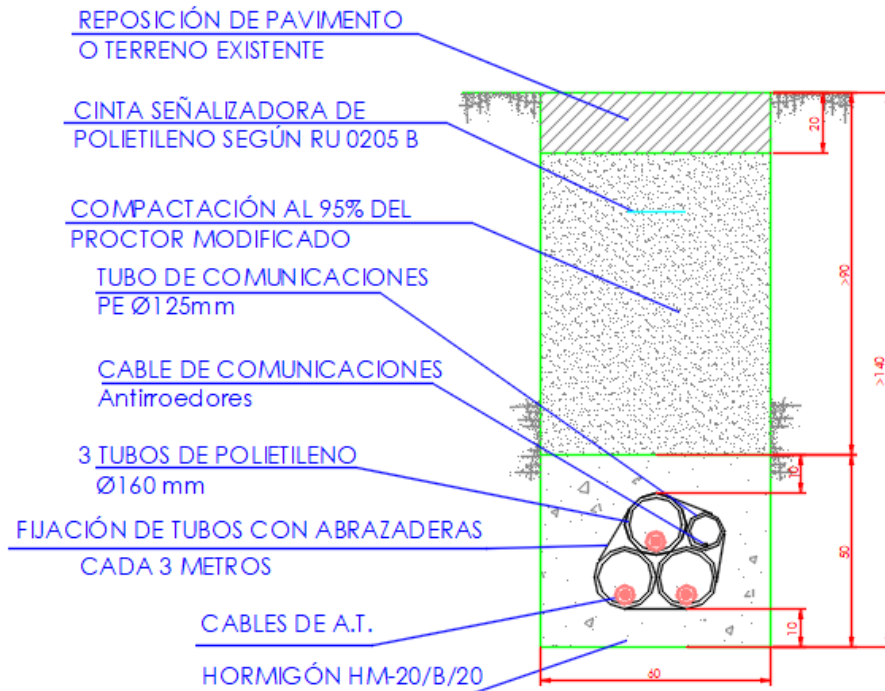 REPOSICIÓN DE PAVIMENTO
O TERRENO EXISTENTE
CINTA SEÑALIZADORA DE
POLIETILENO SEGÚN RU 0205 B
COMPACTACIÓN AL 95% DEL
PROCTOR MODIFICADO
TUBO DE COMUNICACIONES
PE Ø125mm
CABLE DE COMUNICACIONES
Antirroedores
3 TUBOS DE POLIETILENO
Ø160 mm
FIJACIÓN DE TUBOS CON ABRAZADERAS
CADA 3 METROS
CABLES DE A.T.
HORMIGÓN HM-20/B/20
20
>90
>140
10
50
10
60